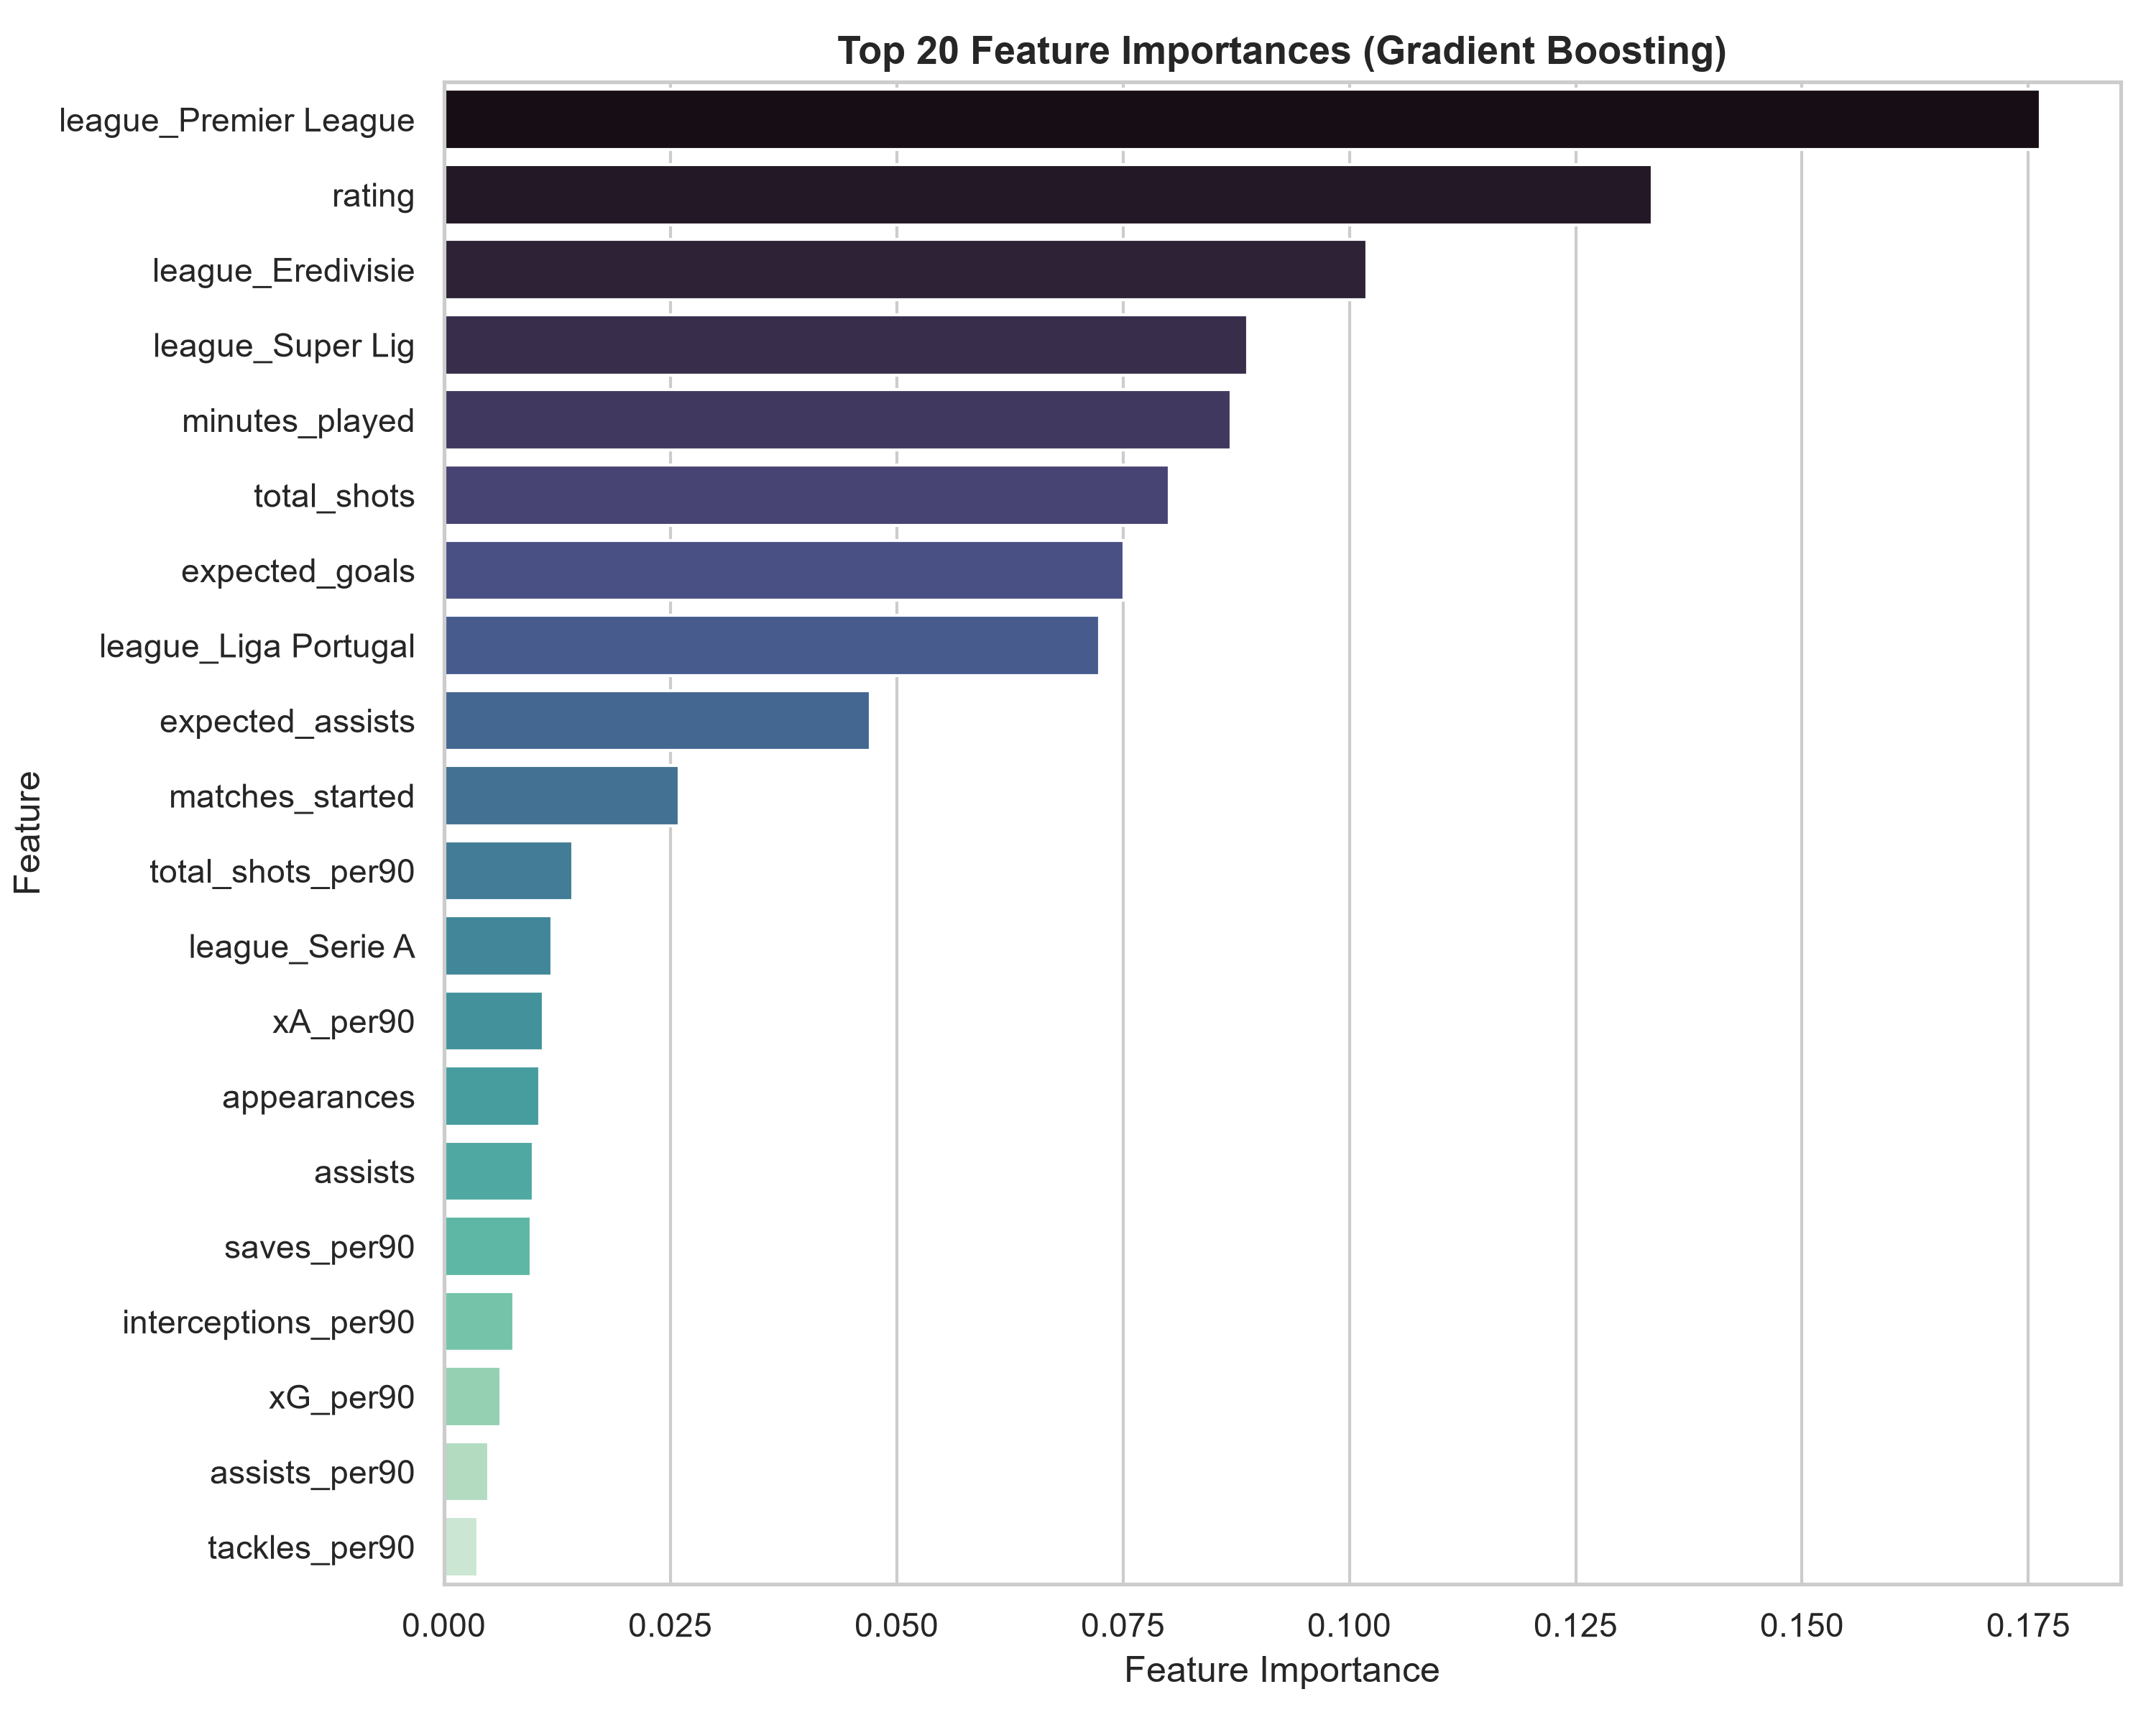 Top 20 Feature Importances (Gradient Boosting)
league_Premier League
rating
league_Eredivisie
league_Super Lig
minutes_played
total_shots
expected_goals
league_Liga Portugal
expected_assists
matches_started
total_shots_per90
league_Serie A
xA_per90
appearances
assists
saves_per90
interceptions_per90
xG_per90
assists_per90
tackles_per90
Feature
0.000 0.025 0.050 0.075 0.100 0.125 0.150 0.175
Feature Importance